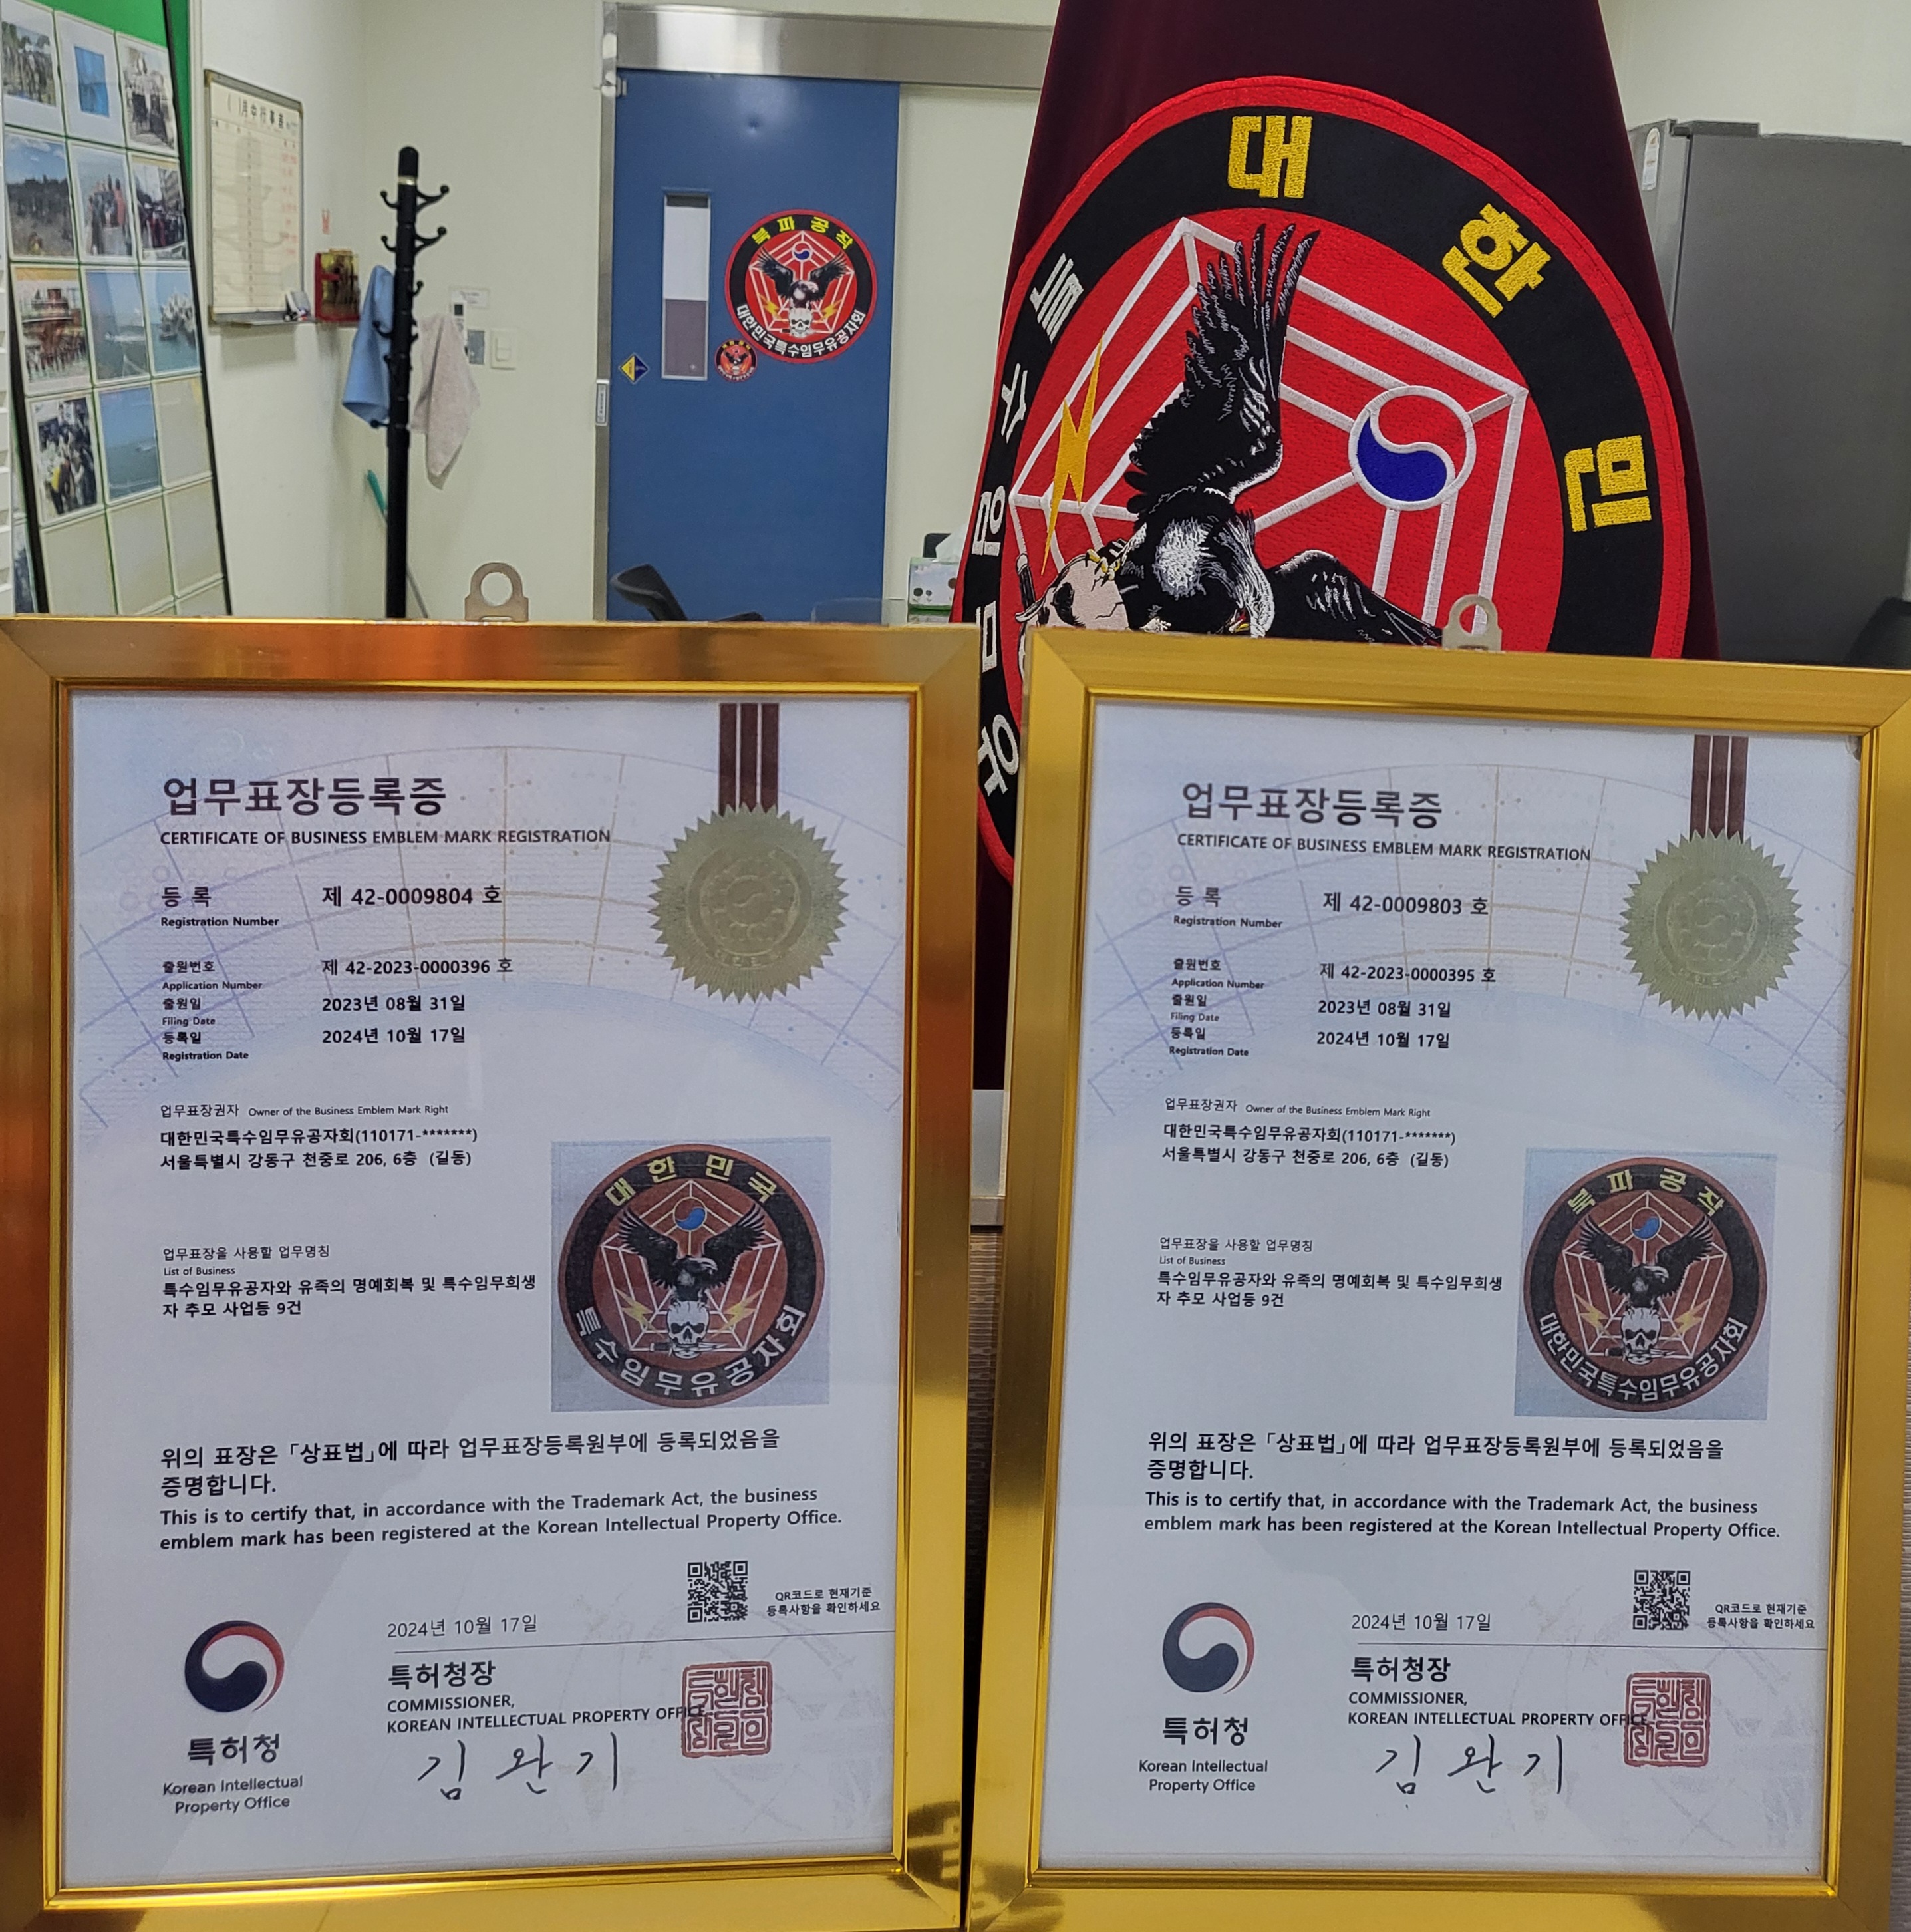 月中行事表
북파공작
대한민국특수임무유공자회
대한민
특수임무유
업무표장등록증
CERTIFICATE OF BUSINESS EMBLEM MARK REGISTRATION
등 록 제 42-0009804 호
Registration Number
출원번호 제 42-2023-0000396 호
Application Number
출원일 2023년 08월 31일
Filing Date
등록일 2024년 10월 17일
Registration Date
업무표장권자 Owner of the Business Emblem Mark Right
대한민국특수임무유공자회(110171-*******)
서울특별시 강동구 천중로 206, 6층 (길동)
업무표장을 사용할 업무명칭
List of Business
특수임무유공자와 유족의 명예회복 및 특수임무희생
자 추모 사업등 9건
대한민국
특수임무유공자회
위의 표장은 「상표법」에 따라 업무표장등록원부에 등록되었음을
증명합니다.
This is to certify that, in accordance with the Trademark Act, the business
emblem mark has been registered at the Korean Intellectual Property Office.
QR코드로 현재기준
등록사항을 확인하세요
2024년 10월 17일
특허청장
COMMISSIONER,
KOREAN INTELLECTUAL PROPERTY OFFICE
김완기
특허청
Korean Intellectual
Property Office
업무표장등록증
CERTIFICATE OF BUSINESS EMBLEM MARK REGISTRATION
등 록 제 42-0009803 호
Registration Number
출원번호 제 42-2023-0000395 호
Application Number
출원일 2023년 08월 31일
Filing Date
등록일 2024년 10월 17일
Registration Date
업무표장권자 Owner of the Business Emblem Mark Right
대한민국특수임무유공자회(110171-*******)
서울특별시 강동구 천중로 206, 6층 (길동)
업무표장을 사용할 업무명칭
List of Business
특수임무유공자와 유족의 명예회복 및 특수임무희생
자 추모 사업등 9건
북파공작
대한민국특수임무유공자회
위의 표장은 「상표법」에 따라 업무표장등록원부에 등록되었음을
증명합니다.
This is to certify that, in accordance with the Trademark Act, the business
emblem mark has been registered at the Korean Intellectual Property Office.
QR코드로 현재기준
등록사항을 확인하세요
2024년 10월 17일
특허청장
COMMISSIONER,
KOREAN INTELLECTUAL PROPERTY OFFICE
김완기
특허청
Korean Intellectual
Property Office